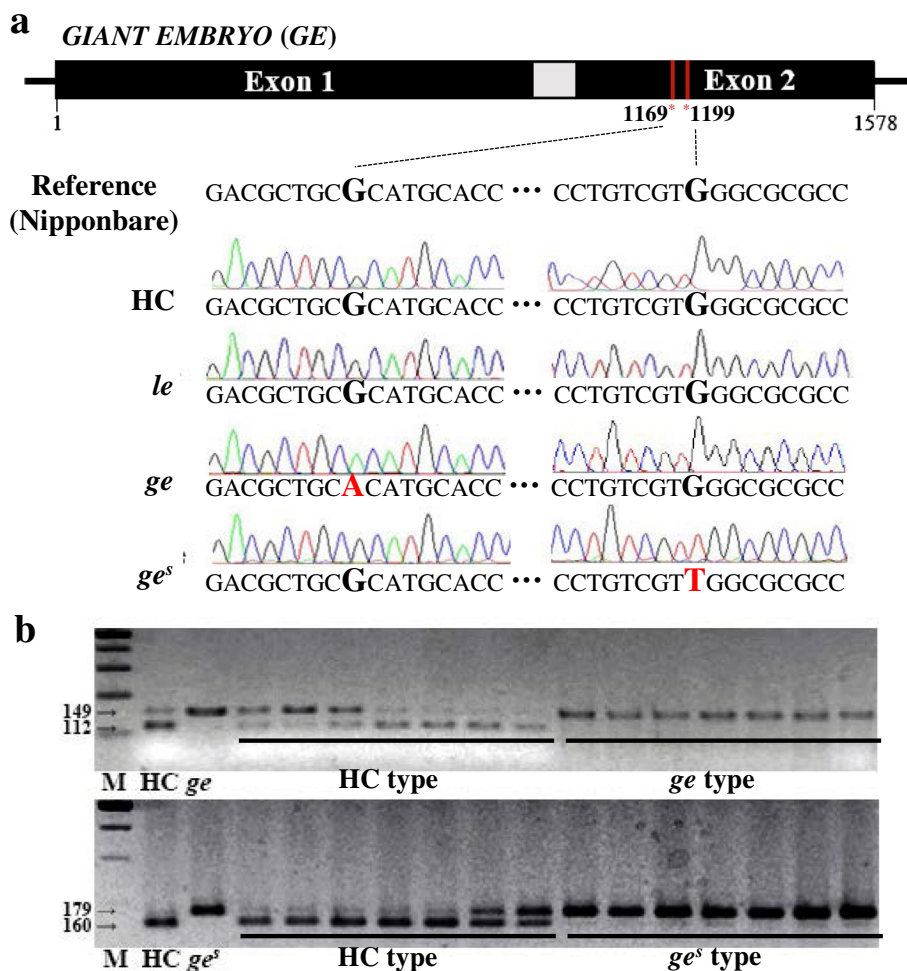 a
GIANT EMBRYO (GE)
Exon 1 Exon 2
1169* *1199
1 1578
Reference
(Nipponbare)
GACGCTGCGCATGCACC ··· CCTGTCGTGGGCGCGCC
HC
GACGCTGCGCATGCACC ··· CCTGTCGTGGGCGCGCC
le
GACGCTGCGCATGCACC ··· CCTGTCGTGGGCGCGCC
ge
GACGCTGCACATGCACC ··· CCTGTCGTGGGCGCGCC
geˢ
GACGCTGCGCATGCACC ··· CCTGTCGTTGGCGCGCC
b
149→
112→
M HC ge HC type ge type
179→
160→
M HC geˢ HC type geˢ type